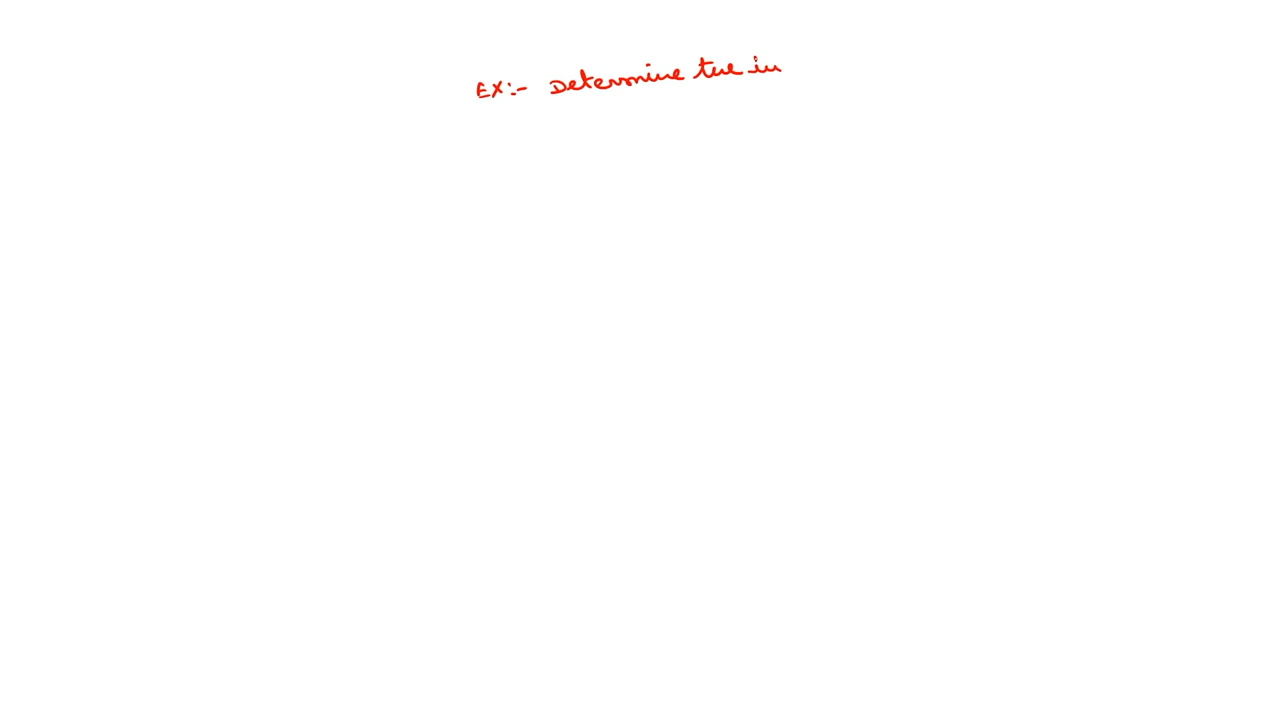 EX:- Determine the in